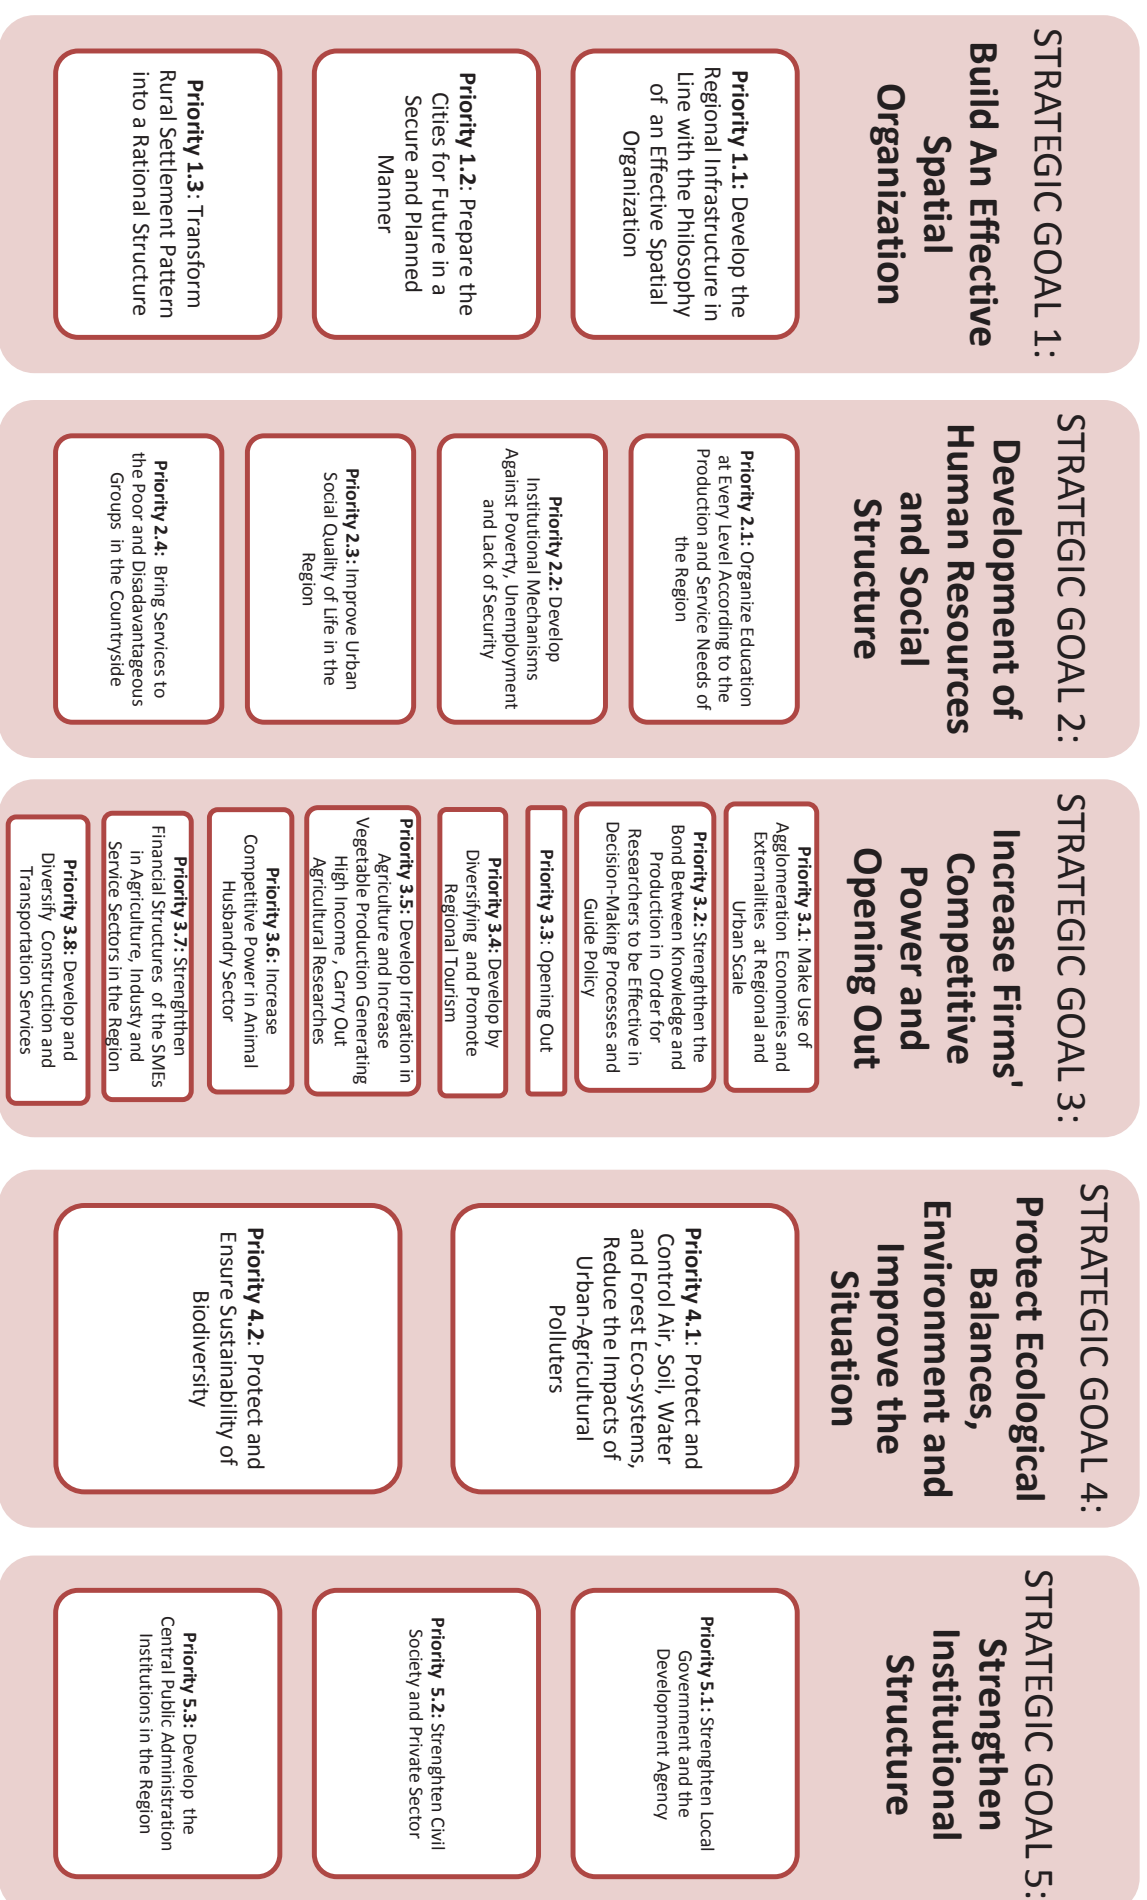 STRATEGIC GOAL 1:
Build An Effective
Spatial
Organization
Priority 1.1: Develop the
Regional Infrastructure in
Line with the Philosophy
of an Effective Spatial
Organization
Priority 1.2: Prepare the
Cities for Future in a
Secure and Planned
Manner
Priority 1.3: Transform
Rural Settlement Pattern
into a Rational Structure
STRATEGIC GOAL 2:
Development of
Human Resources
and Social
Structure
Priority 2.1: Organize Education
at Every Level According to the
Production and Service Needs of
the Region
Priority 2.2: Develop
Institutional Mechanisms
Against Poverty, Unemployment
and Lack of Security
Priority 2.3: Improve Urban
Social Quality of Life in the
Region
Priority 2.4: Bring Services to
the Poor and Disadavantageous
Groups in the Countryside
STRATEGIC GOAL 3:
Increase Firms'
Competitive
Power and
Opening Out
Priority 3.1: Make Use of
Agglomeration Economies and
Externalities at Regional and
Urban Scale
Priority 3.2: Strenghthen the
Bond Between Knowledge and
Production in Order for
Researchers to be Effective in
Decision-Making Processes and
Guide Policy
Priority 3.3: Opening Out
Priority 3.4: Develop by
Diversifying and Promote
Regional Tourism
Priority 3.5: Develop Irrigation in
Agriculture and Increase
Vegetable Production Generating
High Income , Carry Out
Agricultural Researches
Priority 3.6: Increase
Competitive Power in Animal
Husbandry Sector
Priority 3.7: Strenghthen
Financial Structures of the SMEs
in Agriculture, Industy and
Service Sectors in the Region
Priority 3.8: Develop and
Diversify Construction and
Transportation Services
STRATEGIC GOAL 4:
Protect Ecological
Balances,
Environment and
Improve the
Situation
Priority 4.1: Protect and
Control Air, Soil, Water
and Forest Eco-systems,
Reduce the Impacts of
Urban-Agricultural
Polluters
Priority 4.2: Protect and
Ensure Sustainability of
Biodiversity
STRATEGIC GOAL 5:
Strengthen
Institutional
Structure
Priority 5.1: Strenghten Local
Government and the
Development Agency
Priority 5.2: Strenghten Civil
Society and Private Sector
Priority 5.3: Develop the
Central Public Administration
Institutions in the Region